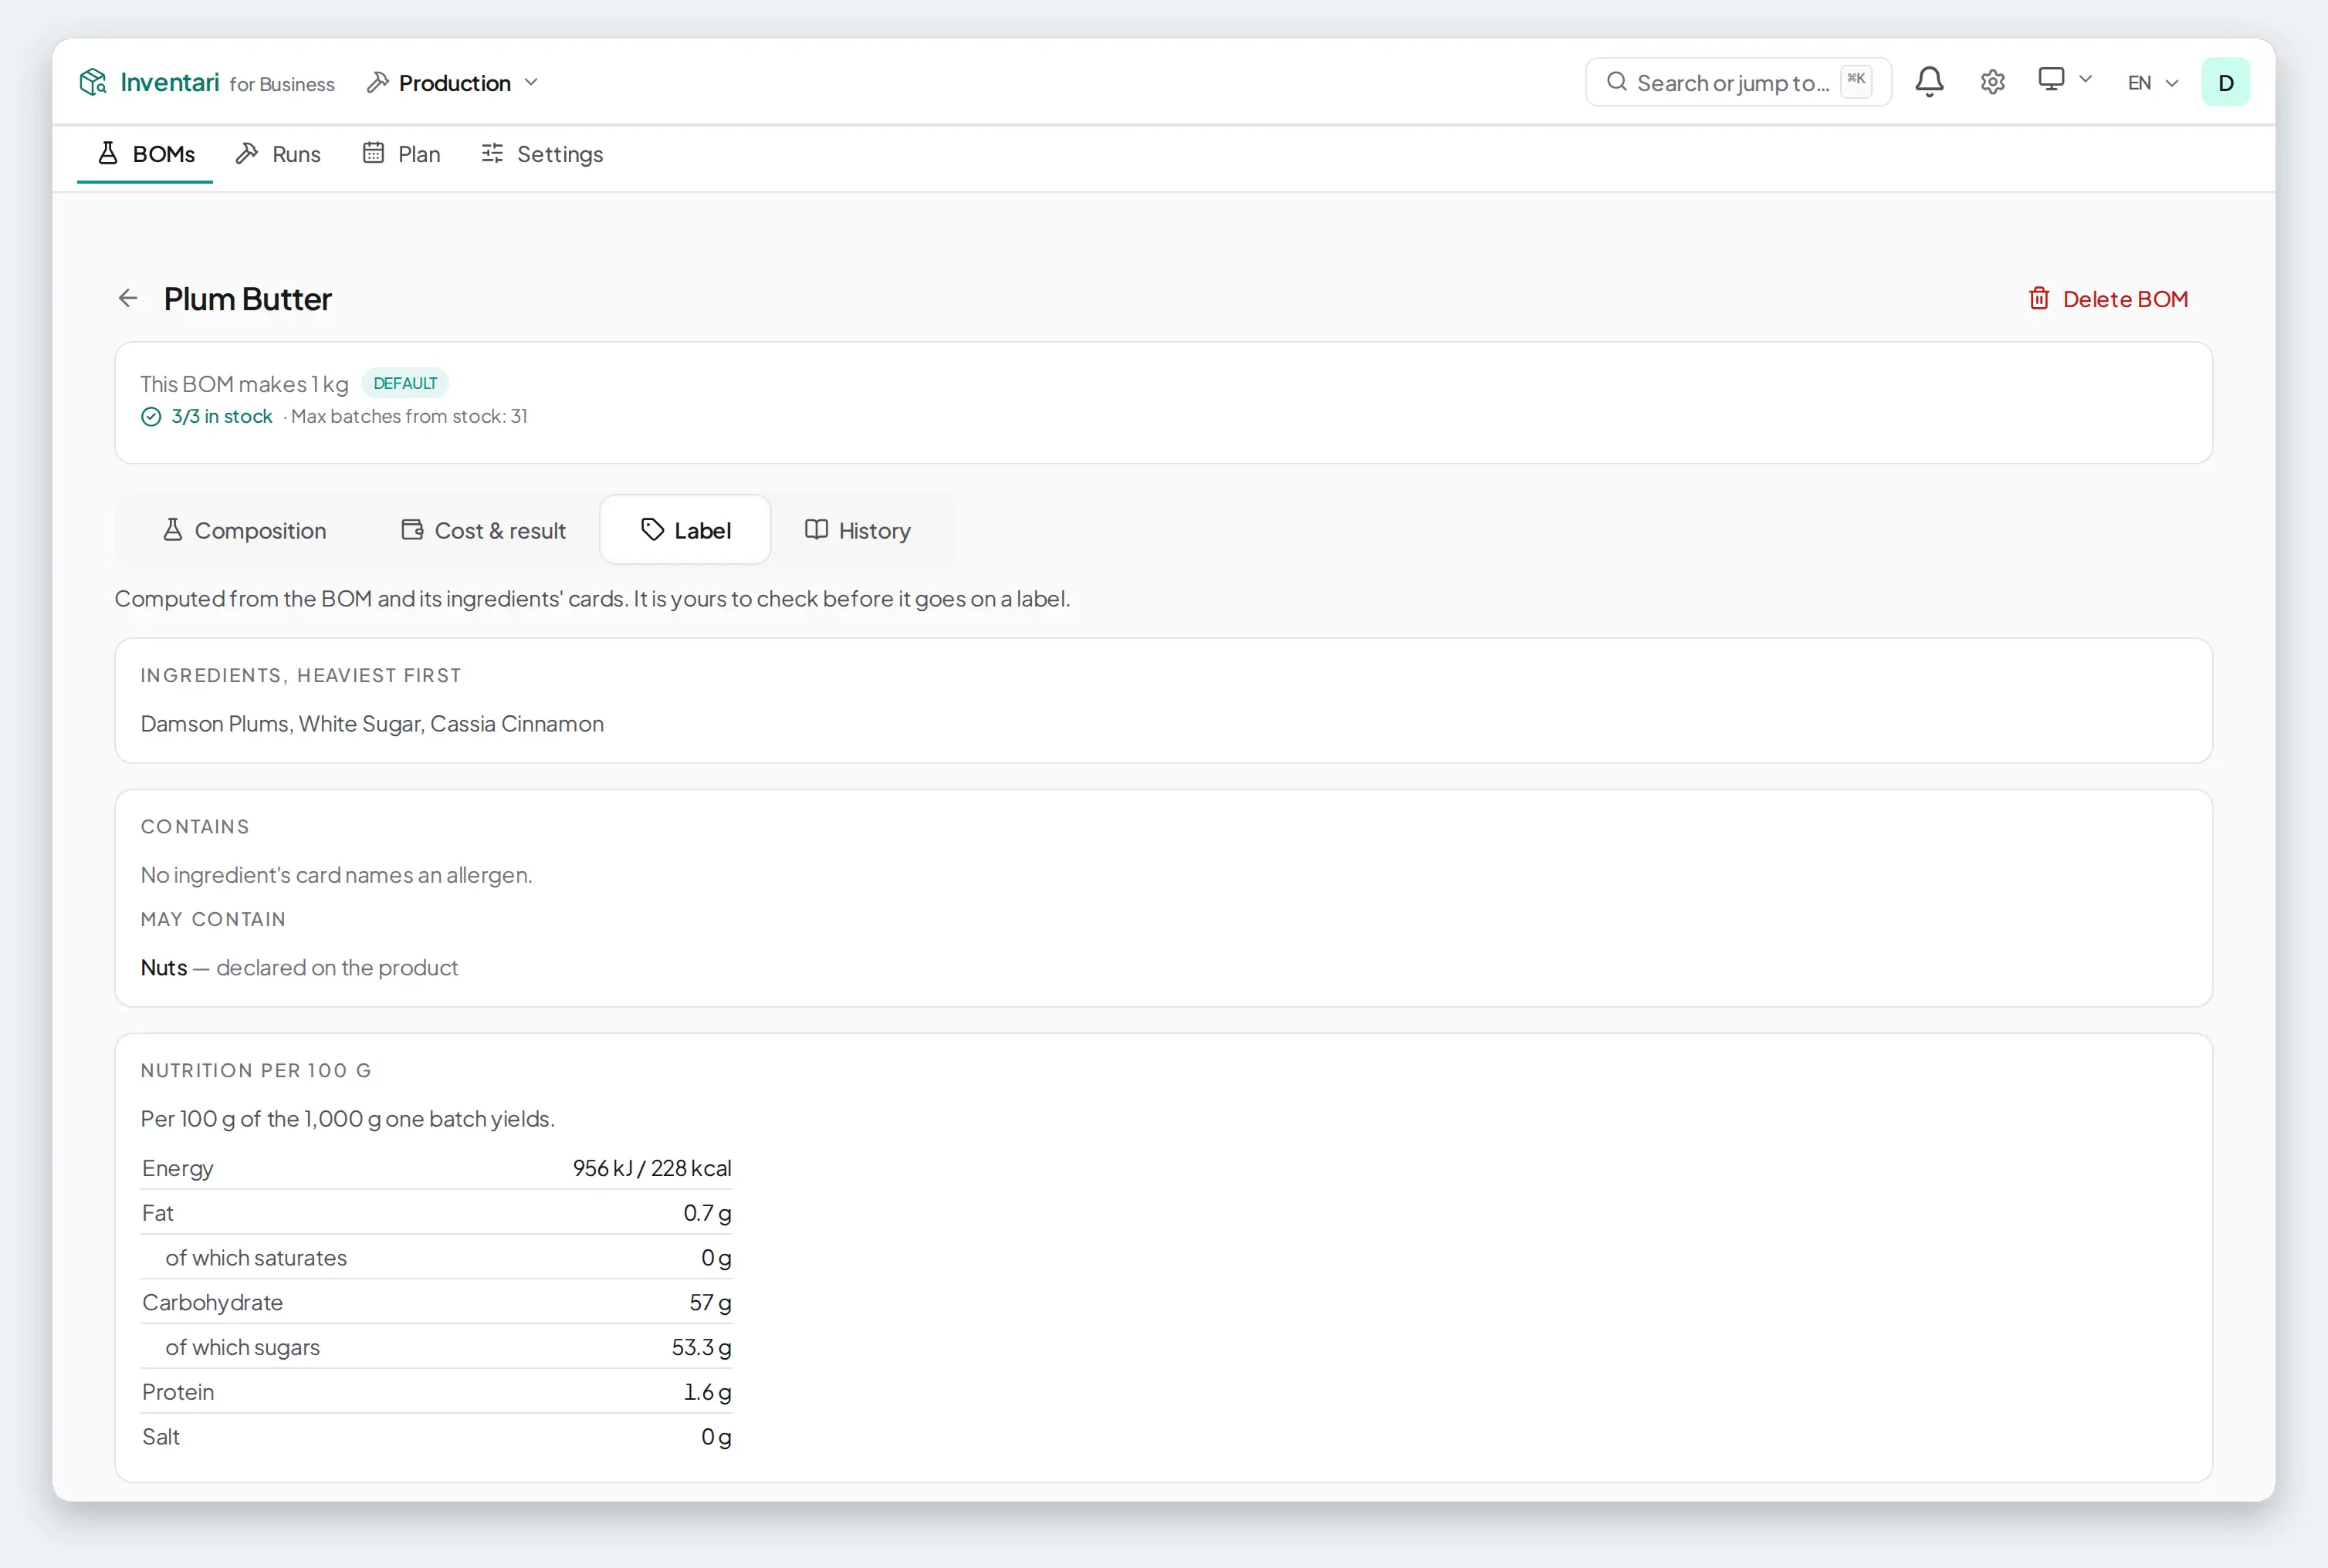 Inventari for Business Production Search or jump to... ⌘K EN D
BOMs Runs Plan Settings
Plum Butter Delete BOM
This BOM makes 1 kg DEFAULT
3/3 in stock · Max batches from stock: 31
Composition Cost & result Label History
Computed from the BOM and its ingredients' cards. It is yours to check before it goes on a label.
INGREDIENTS, HEAVIEST FIRST
Damson Plums, White Sugar, Cassia Cinnamon
CONTAINS
No ingredient's card names an allergen.
MAY CONTAIN
Nuts — declared on the product
NUTRITION PER 100 G
Per 100 g of the 1,000 g one batch yields.
Energy 956 kJ / 228 kcal
Fat 0.7 g
of which saturates 0 g
Carbohydrate 57 g
of which sugars 53.3 g
Protein 1.6 g
Salt 0 g